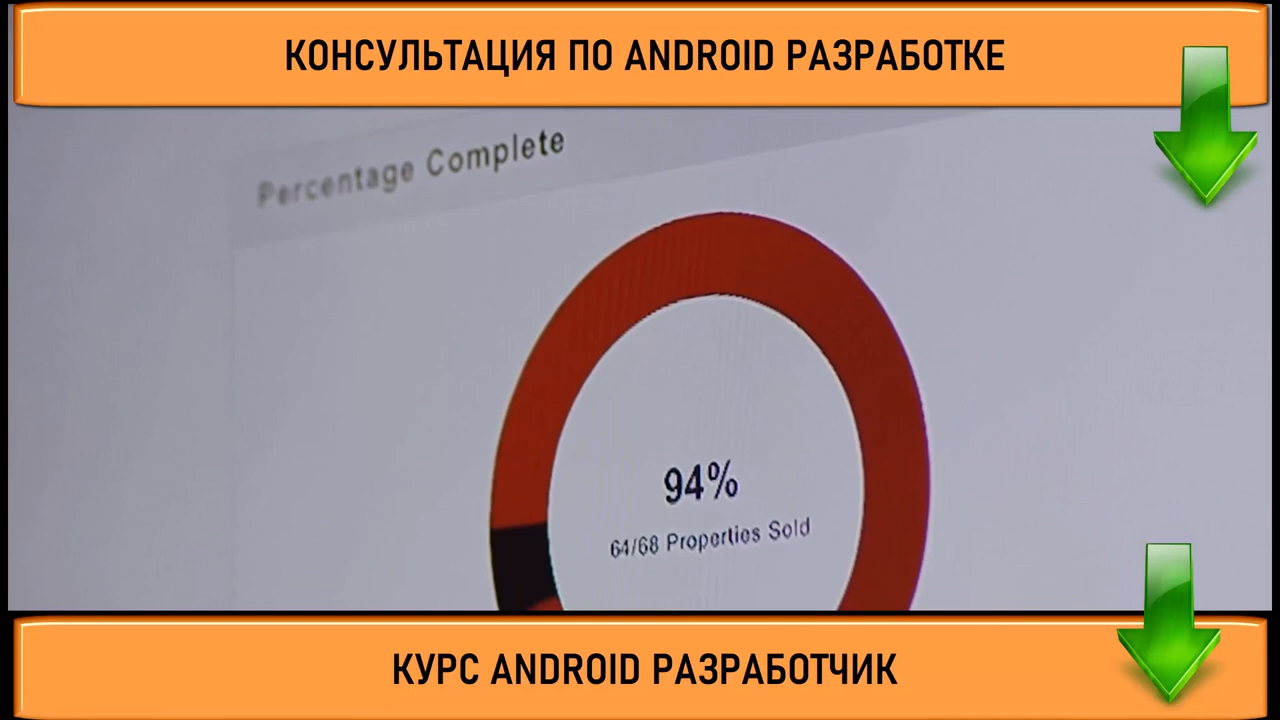 КОНСУЛЬТАЦИЯ ПО ANDROID РАЗРАБОТКЕ
Percentage Complete
94%
64/68 Properties Sold
КУРС ANDROID РАЗРАБОТЧИК